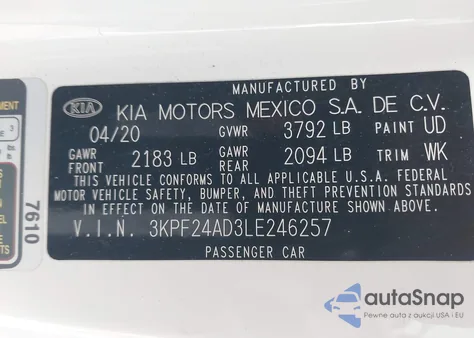 MANUFACTURED BY
KIA KIA MOTORS MEXICO S.A. DE C.V.
04/20 GVWR 3792 LB PAINT UD
GAWR FRONT 2183 LB GAWR REAR 2094 LB TRIM WK
THIS VEHICLE CONFORMS TO ALL APPLICABLE U.S.A. FEDERAL
MOTOR VEHICLE SAFETY, BUMPER, AND THEFT PREVENTION STANDARDS
IN EFFECT ON THE DATE OF MANUFACTURE SHOWN ABOVE.
V.I.N. 3KPF24AD3LE246257
PASSENGER CAR
7610
autoSnap
Pewne auta z aukcji USA i EU